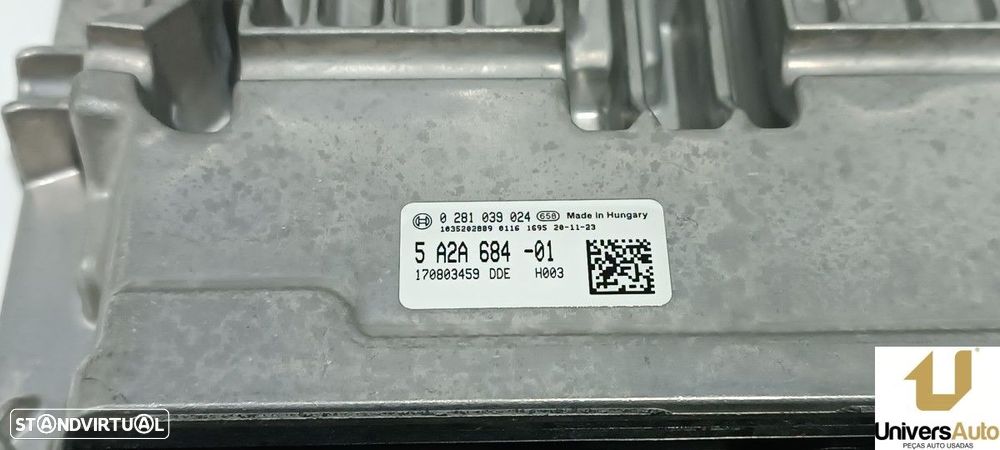 0 281 039 024 658 Made in Hungary
1035202889 0116 1695 20-11-23
5 A2A 684 -01
170803459 DDE H003
STANDVIRTUAL
UniversAuto
PEÇAS AUTO USADAS